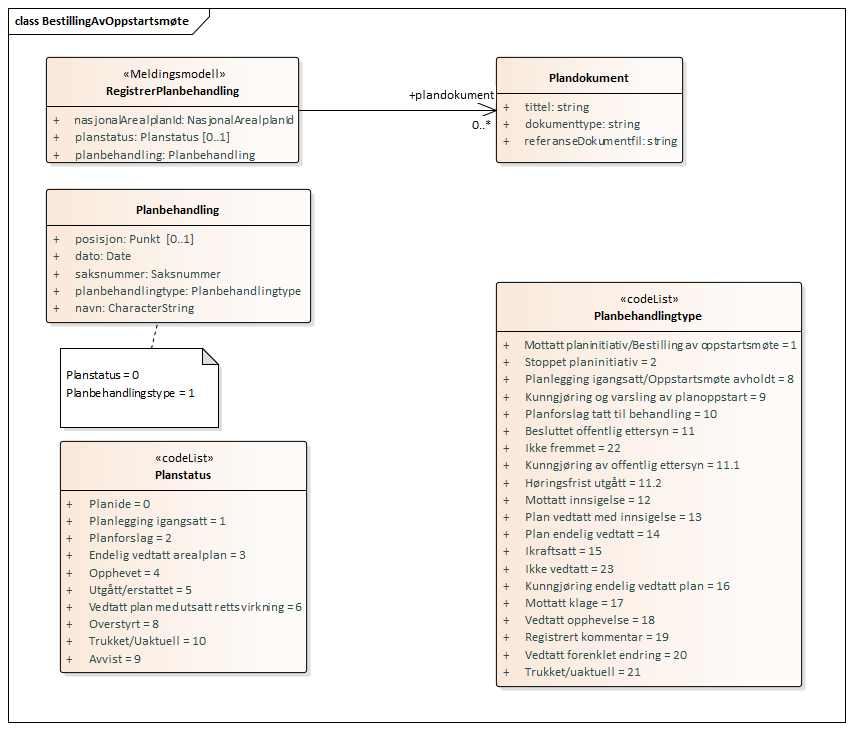 class BestillingAvOppstartsmøte
«Meldingsmodell»
RegistrerPlanbehandling
+ nasjonalArealplanId: NasjonalArealplanId
+ planstatus: Planstatus [0..1]
+ planbehandling: Planbehandling
+plandokument
0..*
Plandokument
+ tittel: string
+ dokumenttype: string
+ referanseDokumentfil: string
Planbehandling
+ posisjon: Punkt [0..1]
+ dato: Date
+ saksnummer: Saksnummer
+ planbehandlingtype: Planbehandlingtype
+ navn: CharacterString
Planstatus = 0
Planbehandlingstype = 1
«codeList»
Planstatus
+ Planide = 0
+ Planlegging igangsatt = 1
+ Planforslag = 2
+ Endelig vedtatt arealplan = 3
+ Opphevet = 4
+ Utgått/erstattet = 5
+ Vedtatt plan med utsatt rettsvirkning = 6
+ Overstyrt = 8
+ Trukket/Uaktuell = 10
+ Avvist = 9
«codeList»
Planbehandlingtype
+ Mottatt planinitiativ/Bestilling av oppstartsmøte = 1
+ Stoppet planinitiativ = 2
+ Planlegging igangsatt/Oppstartsmøte avholdt = 8
+ Kunngjøring og varsling av planoppstart = 9
+ Planforslag tatt til behandling = 10
+ Besluttet offentlig ettersyn = 11
+ Ikke fremmet = 22
+ Kunngjøring av offentlig ettersyn = 11.1
+ Høringsfrist utgått = 11.2
+ Mottatt innsigelse = 12
+ Plan vedtatt med innsigelse = 13
+ Plan endelig vedtatt = 14
+ Ikraftsatt = 15
+ Ikke vedtatt = 23
+ Kunngjøring endelig vedtatt plan = 16
+ Mottatt klage = 17
+ Vedtatt opphevelse = 18
+ Registrert kommentar = 19
+ Vedtatt forenklet endring = 20
+ Trukket/uaktuell = 21